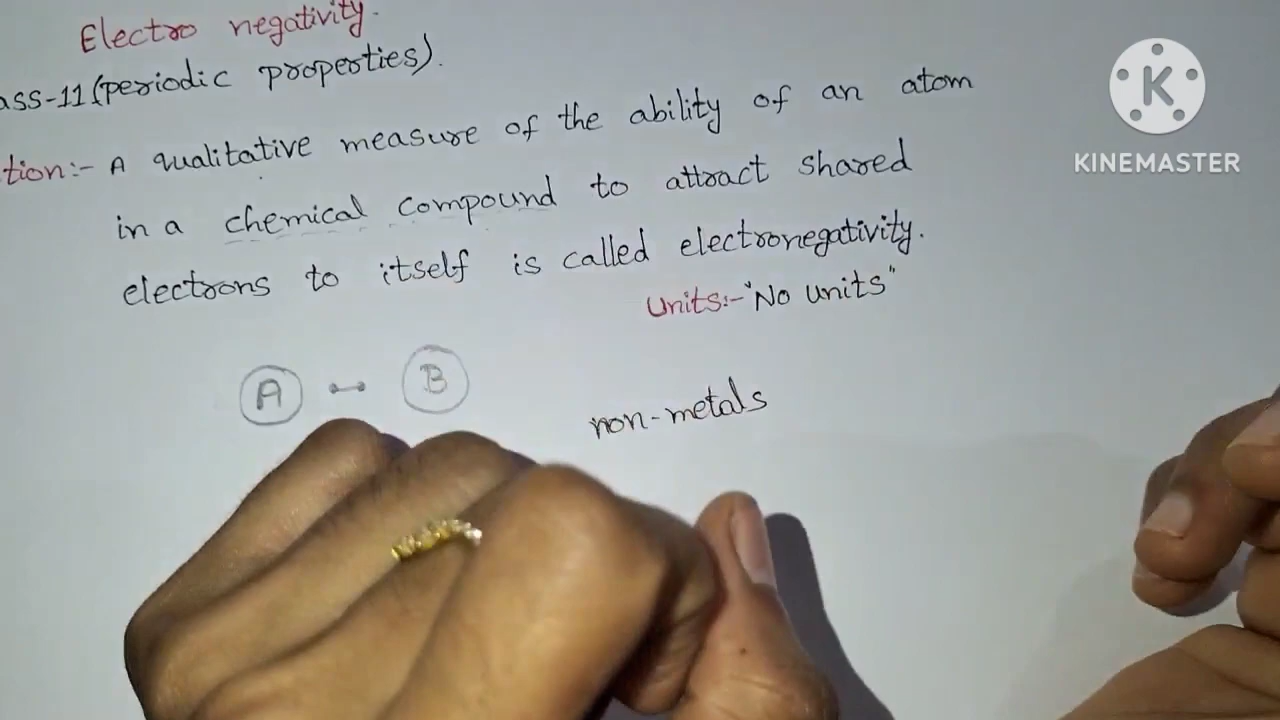 Electro negativity.
ass-11 (periodic properties).
tion:- A qualitative measure of the ability of an atom
in a chemical compound to attract shared
electrons to itself is called electronegativity.
Units:- "No units"
A B
non-metals
K
KINEMASTER